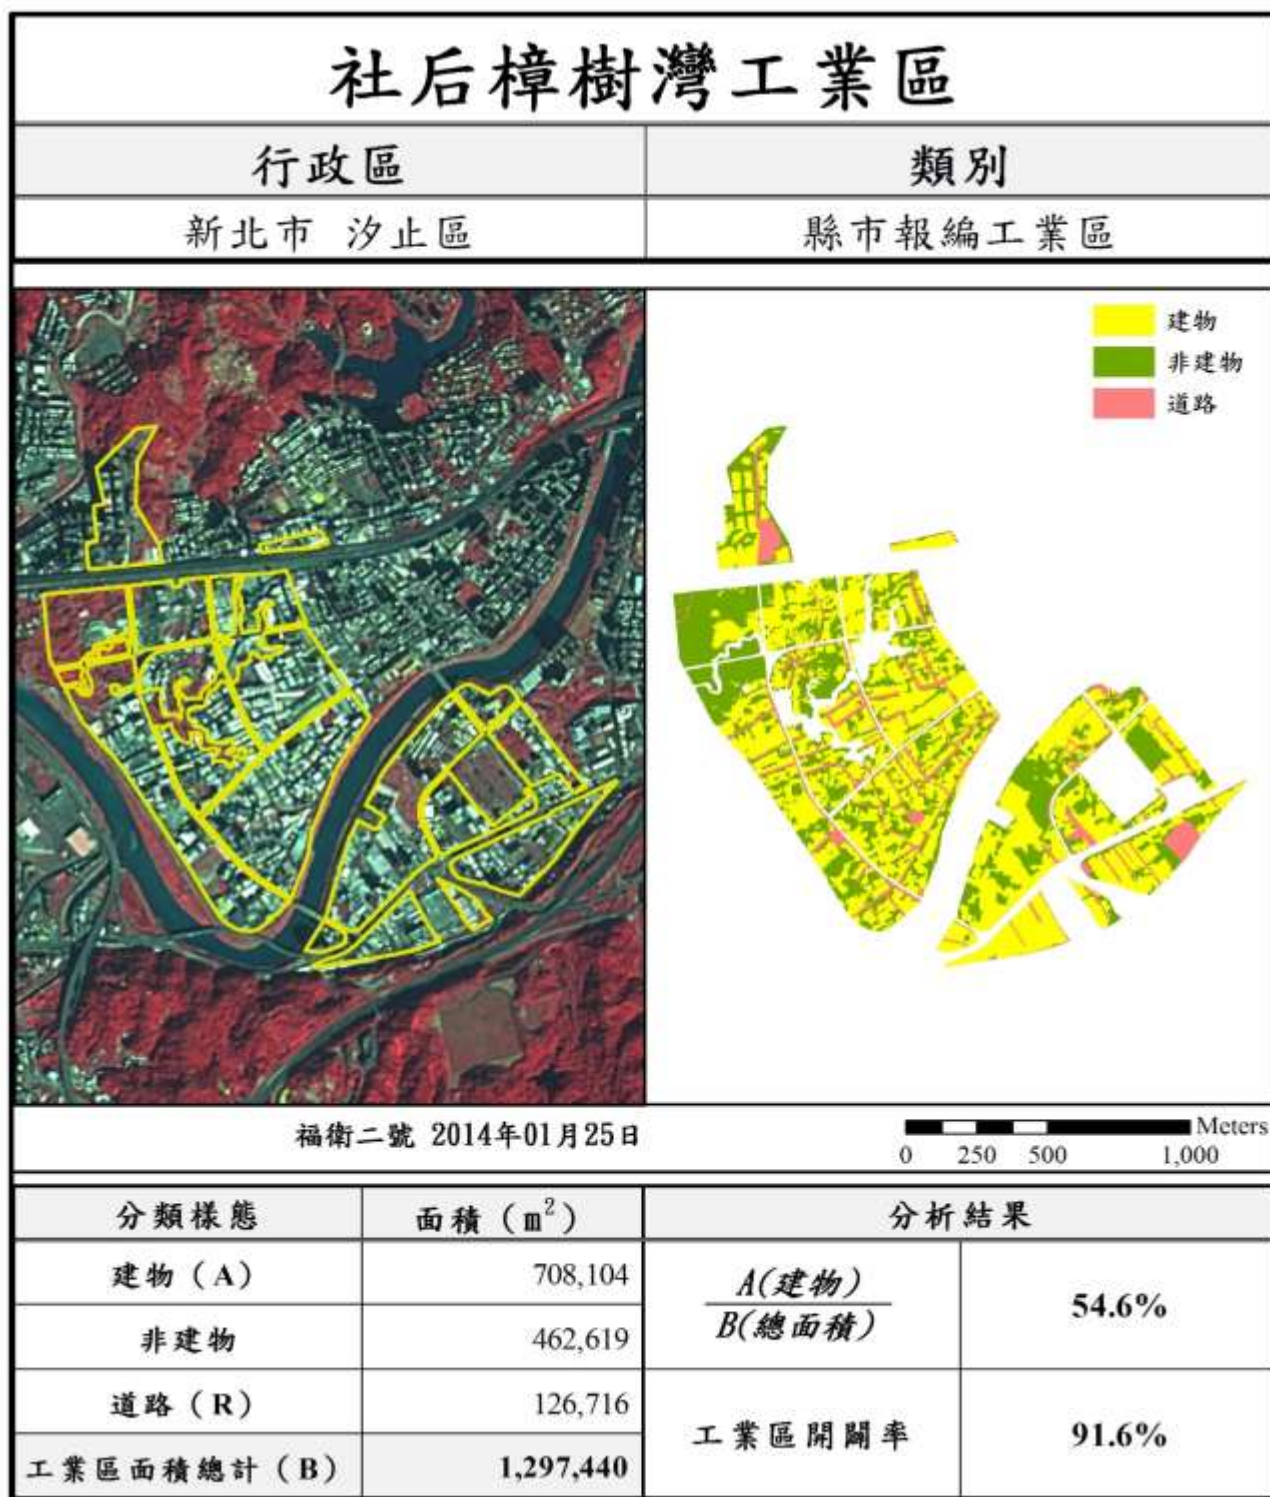 社后樟樹灣工業區
行政區 類別
新北市 汐止區 縣市報編工業區
建物
非建物
道路
福衛二號 2014年01月25日
Meters
0 250 500 1,000
分類樣態 面積（m²） 分析結果
建物（A） 708,104
A(建物)
B(總面積)
54.6%
非建物 462,619
道路（R） 126,716
工業區開闢率 91.6%
工業區面積總計（B） 1,297,440